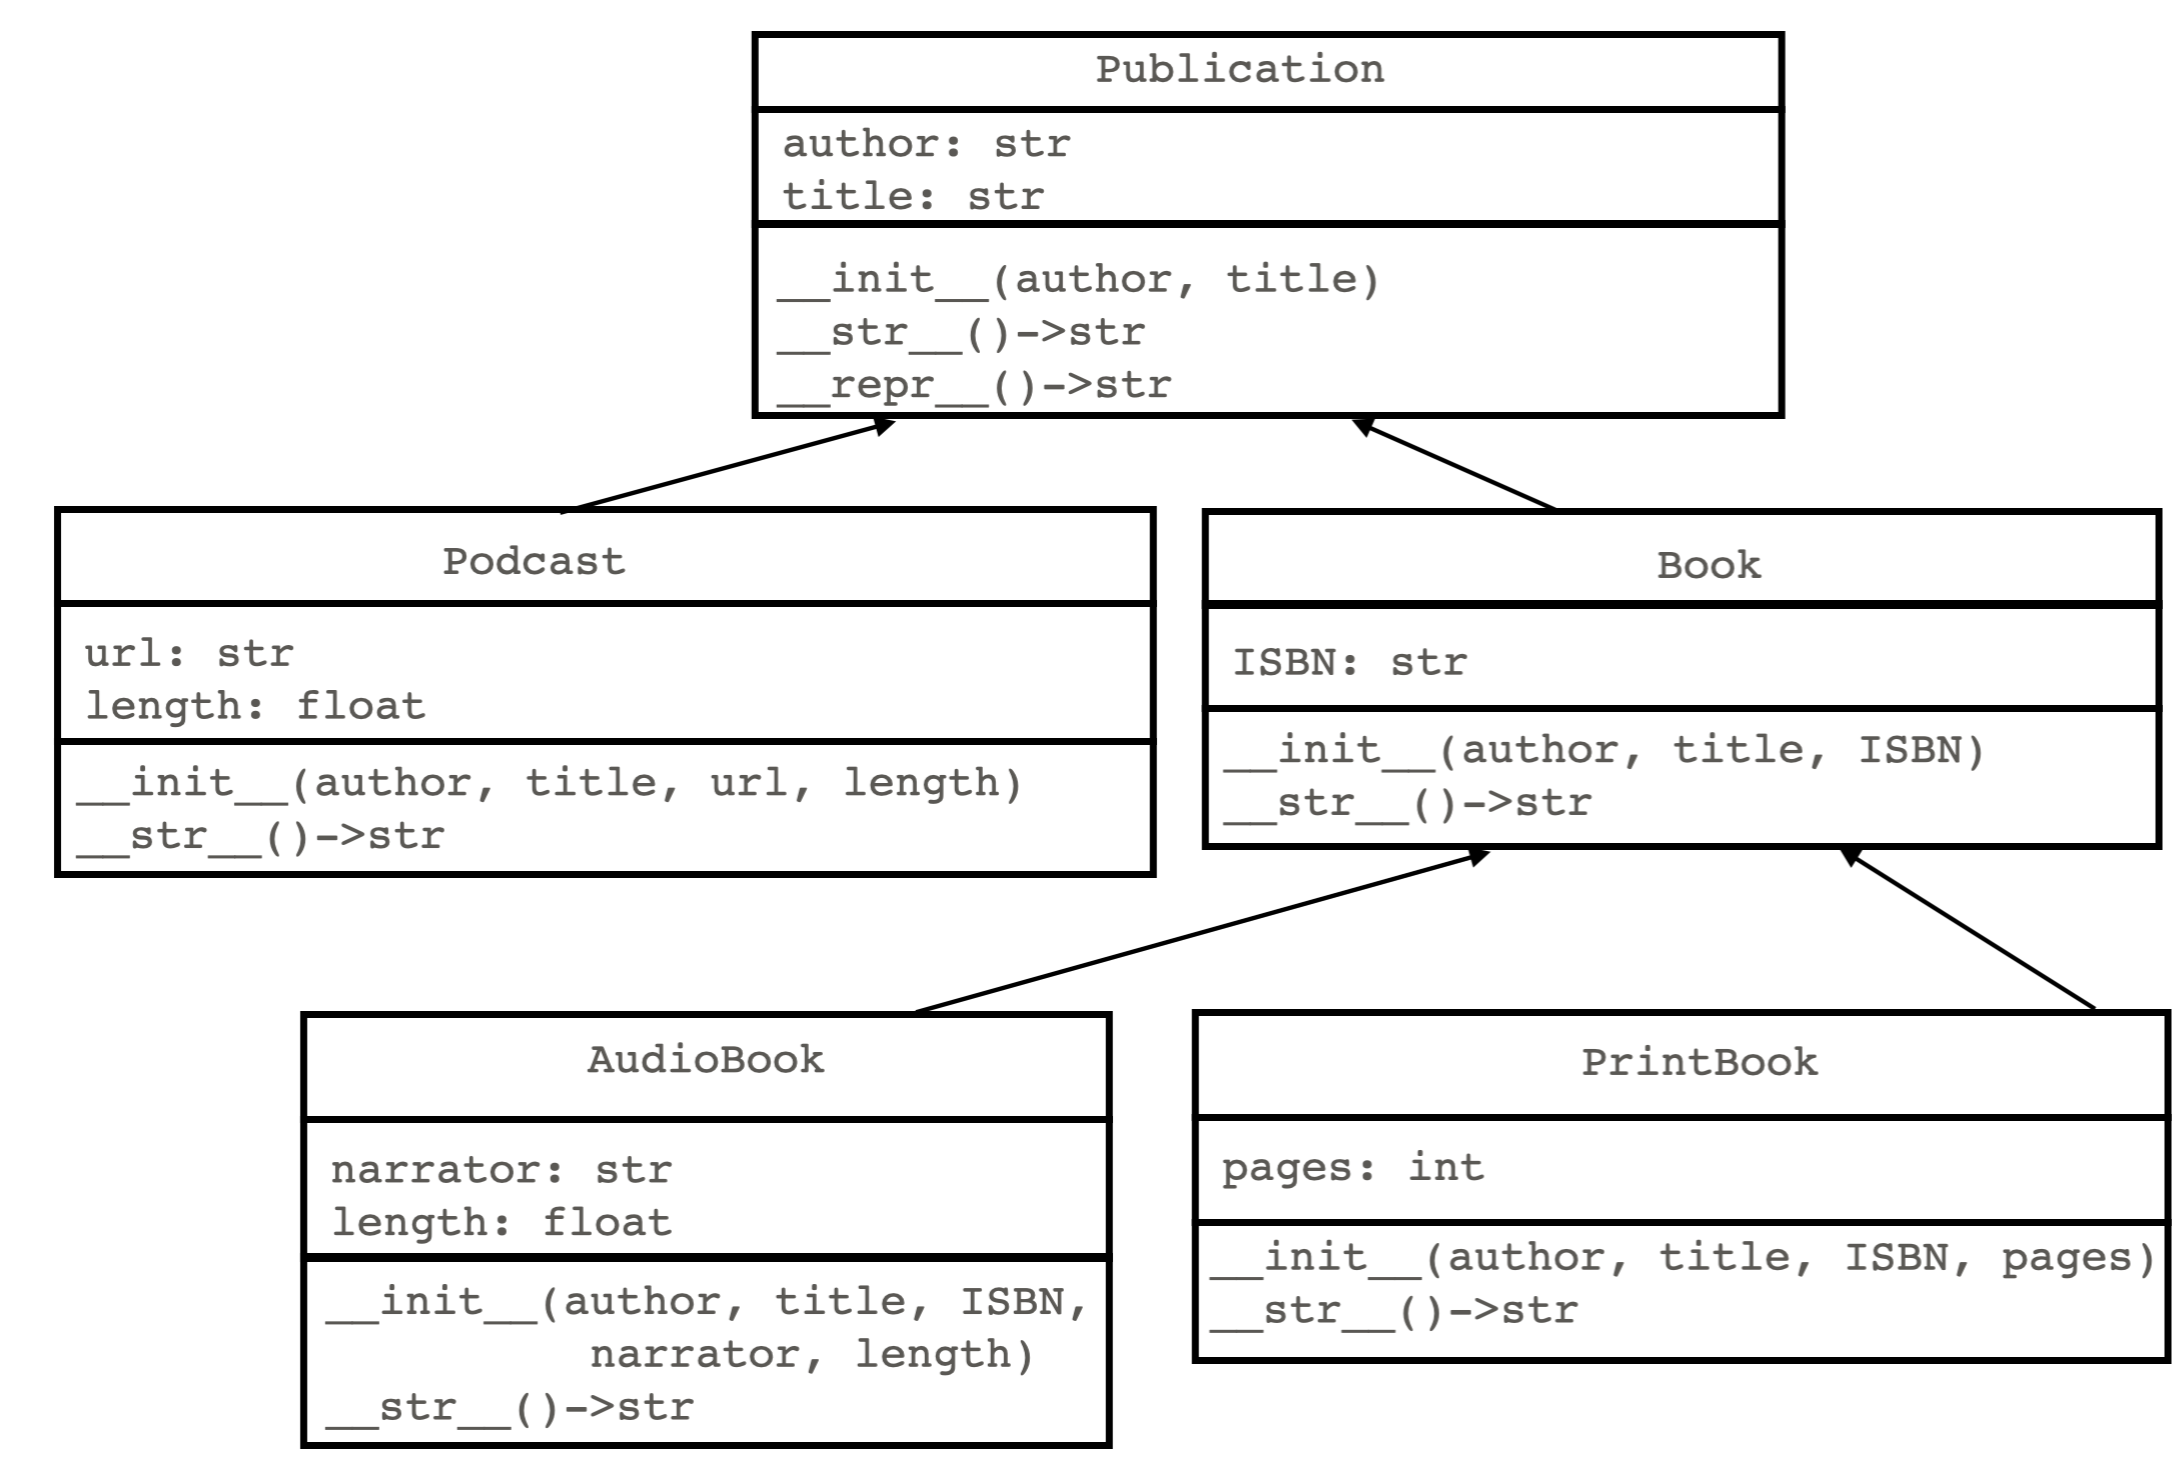 Publication
author: str
title: str
__init__(author, title)
__str__()->str
__repr__()->str
Podcast
url: str
length: float
__init__(author, title, url, length)
__str__()->str
Book
ISBN: str
__init__(author, title, ISBN)
__str__()->str
AudioBook
narrator: str
length: float
__init__(author, title, ISBN,
narrator, length)
__str__()->str
PrintBook
pages: int
__init__(author, title, ISBN, pages)
__str__()->str